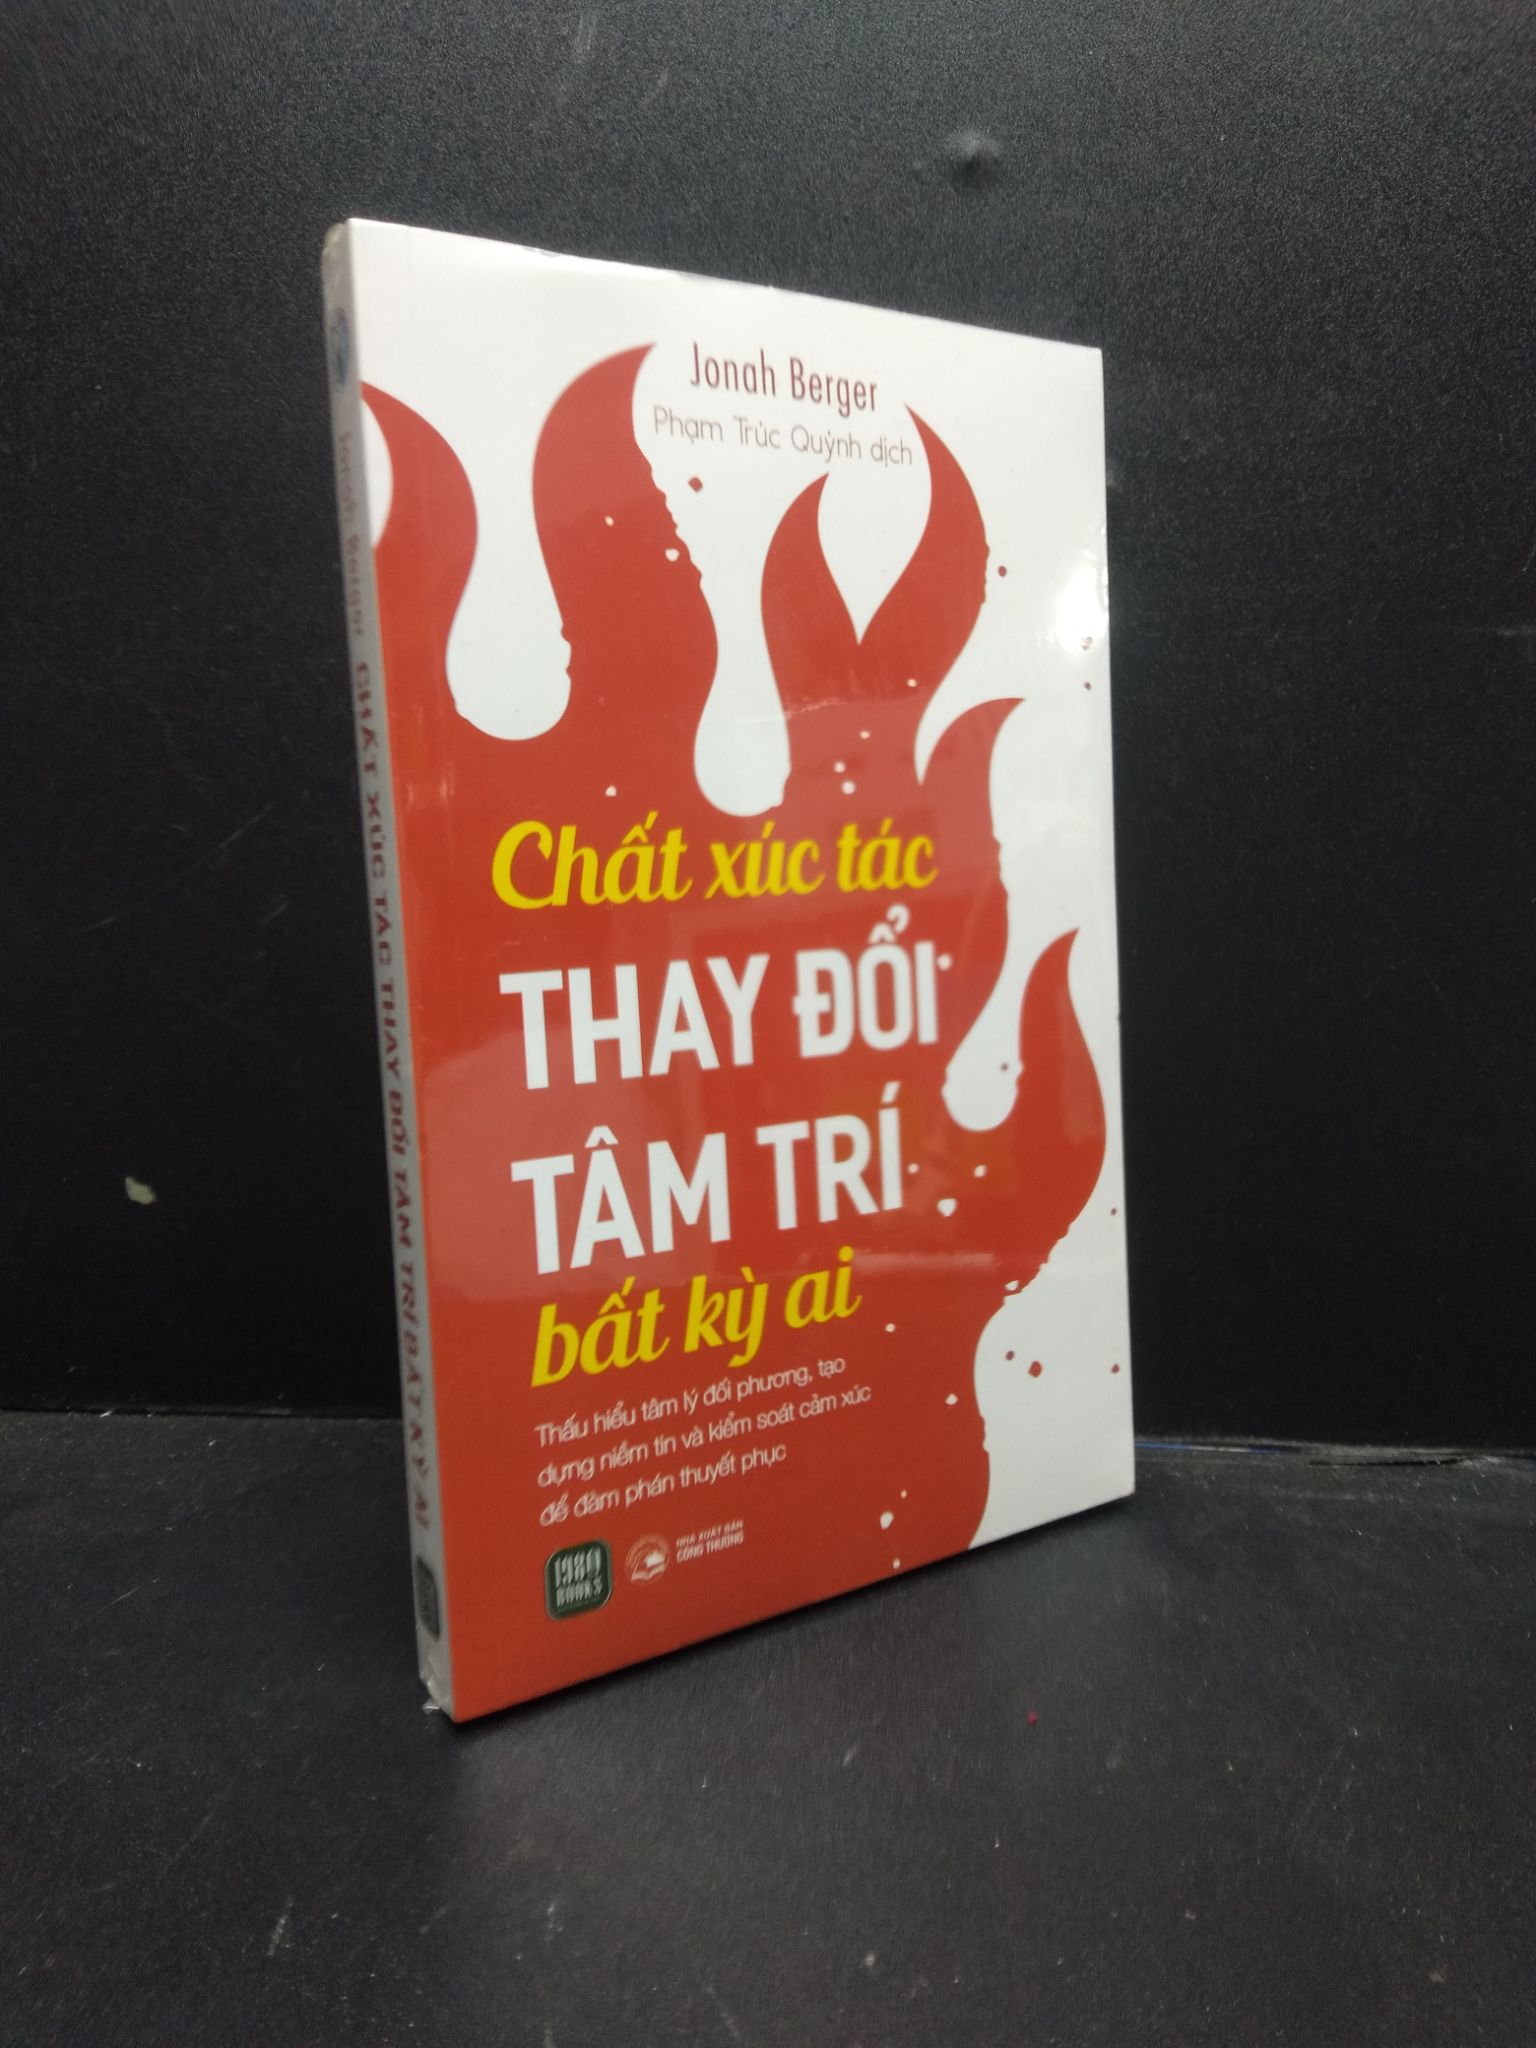 Jonah Berger
Phạm Trúc Quỳnh dịch
Chất xúc tác
THAY ĐỔI
TÂM TRÍ
bất kỳ ai
Thấu hiểu tâm lý đối phương, tạo
dựng niềm tin và kiểm soát cảm xúc
để đàm phán thuyết phục
1980
BOOKS
NHÀ XUẤT BẢN
CÔNG THƯƠNG
Jonah Berger CHẤT XÚC TÁC THAY ĐỔI TÂM TRÍ BẤT KỲ AI